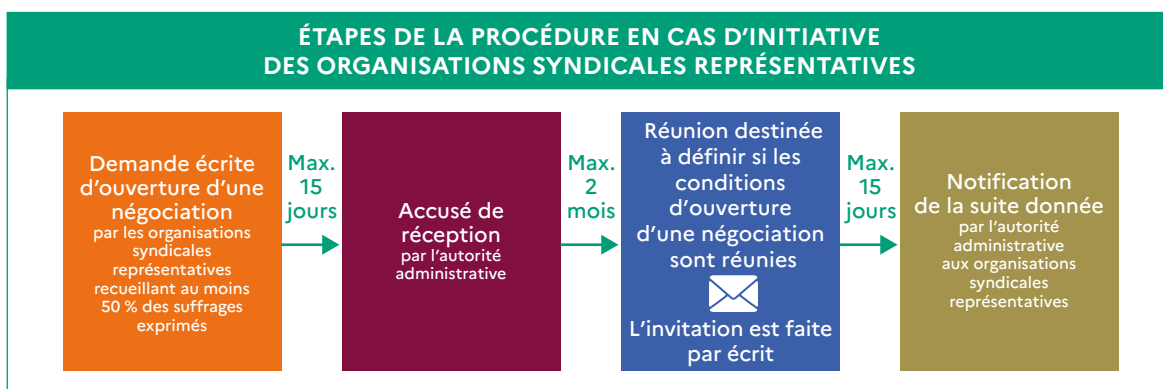 ÉTAPES DE LA PROCÉDURE EN CAS D’INITIATIVE
DES ORGANISATIONS SYNDICALES REPRÉSENTATIVES
Demande écrite
d’ouverture d’une
négociation
par les organisations
syndicales
représentatives
recueillant au moins
50 % des suffrages
exprimés
Max.
15
jours
Accusé de
réception
par l’autorité
administrative
Max.
2
mois
Réunion destinée
à définir si les
conditions
d’ouverture
d’une négociation
sont réunies
L’invitation est faite
par écrit
Max.
15
jours
Notification
de la suite donnée
par l’autorité
administrative
aux organisations
syndicales
représentatives